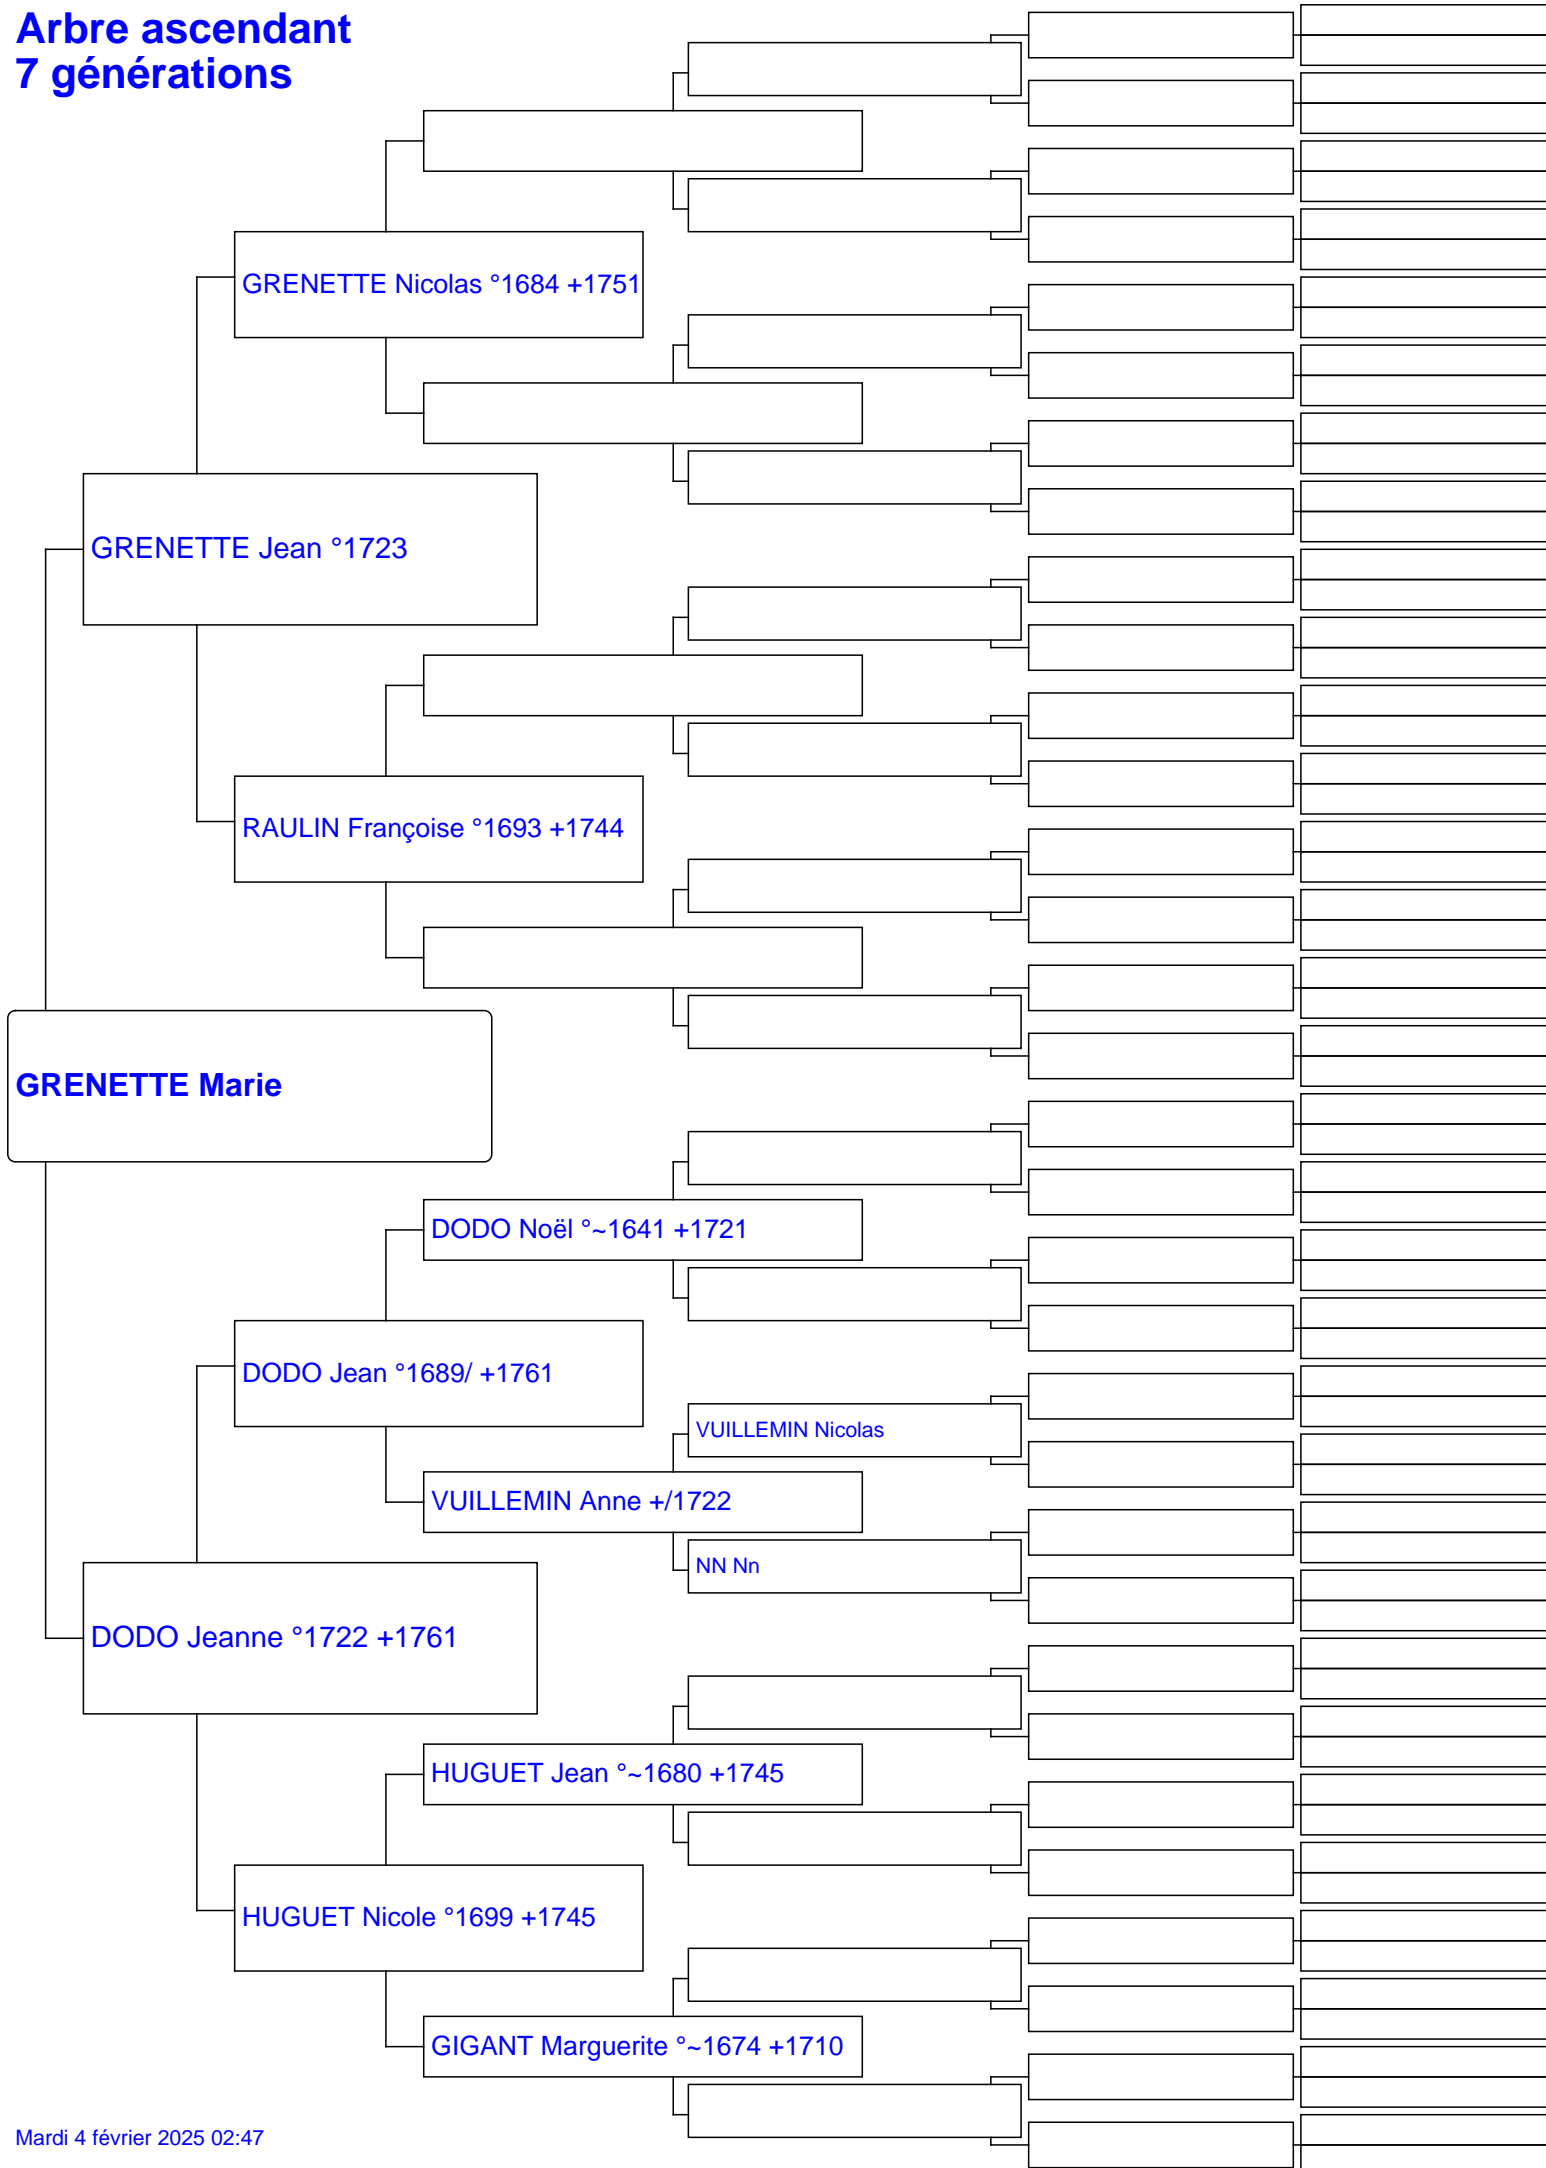 Arbre ascendant
7 générations
GRENETTE Nicolas °1684 +1751
GRENETTE Jean °1723
RAULIN Françoise °1693 +1744
GRENETTE Marie
DODO Noël °~1641 +1721
DODO Jean °1689/ +1761
VUILLEMIN Nicolas
VUILLEMIN Anne +/1722
NN Nn
DODO Jeanne °1722 +1761
HUGUET Jean °~1680 +1745
HUGUET Nicole °1699 +1745
GIGANT Marguerite °~1674 +1710
Mardi 4 février 2025 02:47